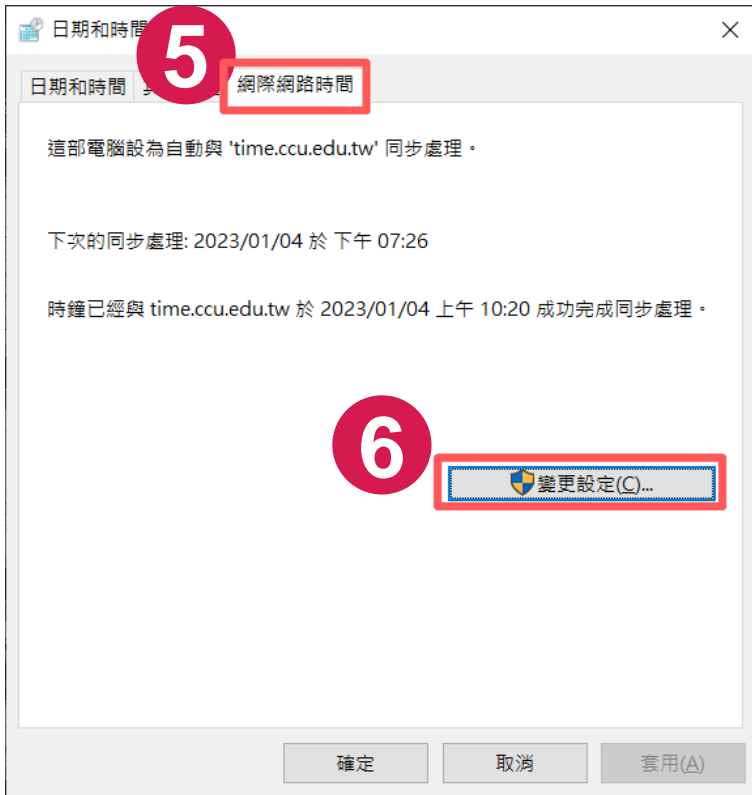 日期和時間
5
日期和時間
網際網路時間
這部電腦設為自動與 'time.ccu.edu.tw' 同步處理。
下次的同步處理: 2023/01/04 於 下午 07:26
時鐘已經與 time.ccu.edu.tw 於 2023/01/04 上午 10:20 成功完成同步處理。
6
變更設定(C)...
確定
取消
套用(A)